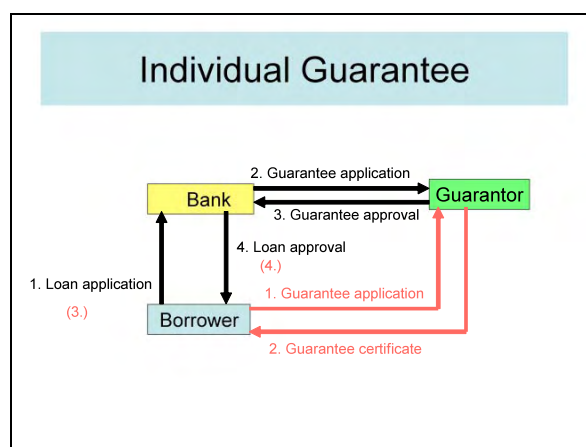 Individual Guarantee
2. Guarantee application
Bank
Guarantor
3. Guarantee approval
4. Loan approval
(4.)
1. Loan application
(3.)
1. Guarantee application
Borrower
2. Guarantee certificate